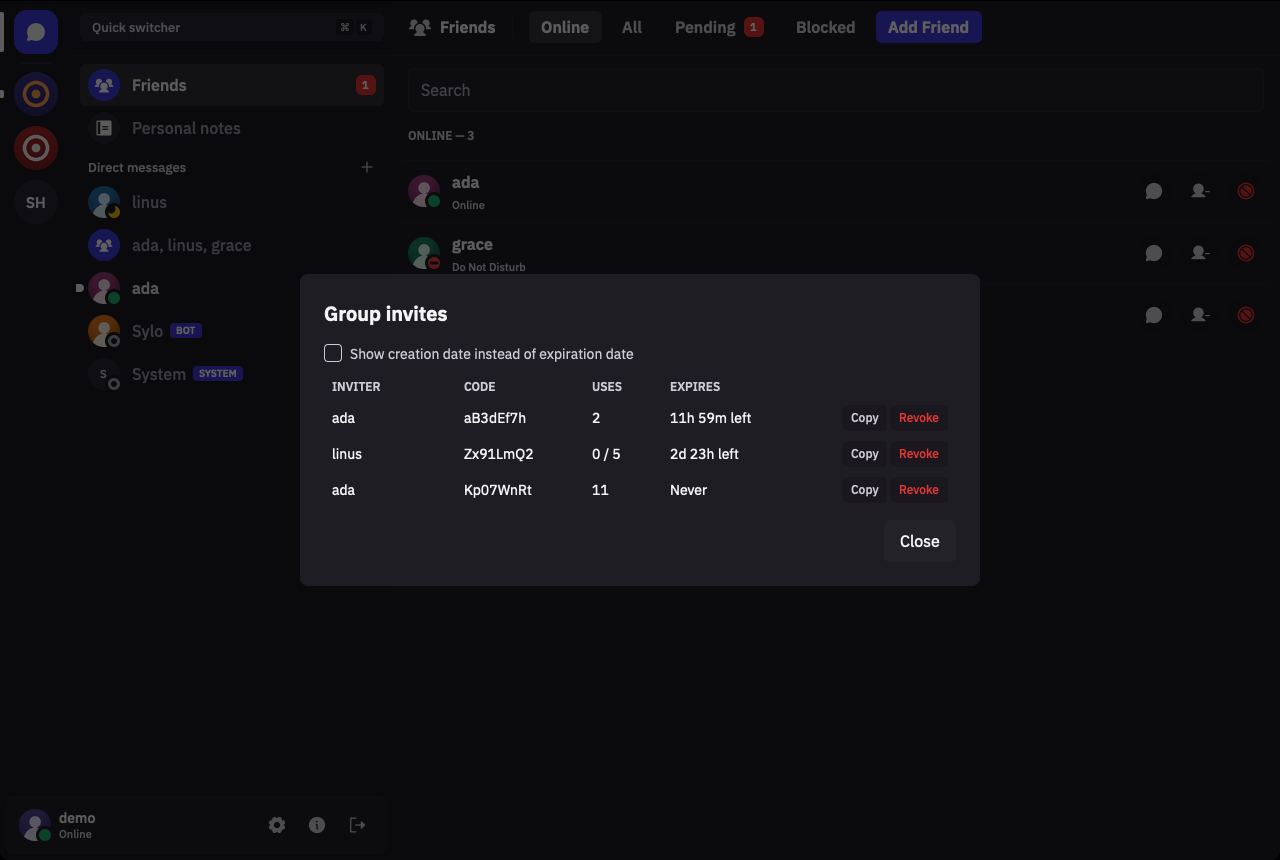 Quick switcher ⌘ K
Friends
Online
All
Pending 1
Blocked
Add Friend
Friends 1
Personal notes
Direct messages
linus
ada, linus, grace
ada
Sylo BOT
S System SYSTEM
SH
Search
ONLINE — 3
ada
Online
grace
Do Not Disturb
Group invites
Show creation date instead of expiration date
INVITER CODE USES EXPIRES
ada aB3dEf7h 2 11h 59m left Copy Revoke
linus Zx91LmQ2 0 / 5 2d 23h left Copy Revoke
ada Kp07WnRt 11 Never Copy Revoke
Close
demo
Online